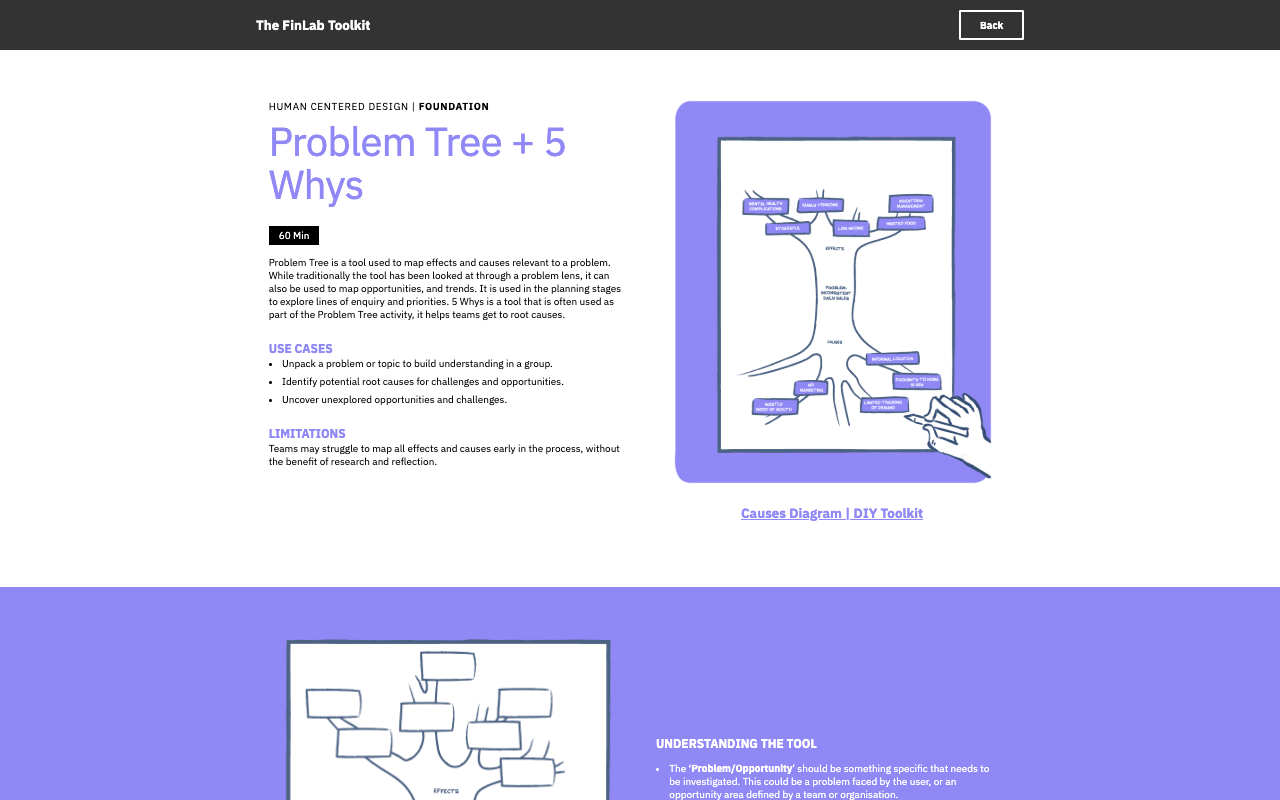 The FinLab Toolkit
Back
HUMAN CENTERED DESIGN | FOUNDATION
Problem Tree + 5
Whys
60 Min
Problem Tree is a tool used to map effects and causes relevant to a problem.
While traditionally the tool has been looked at through a problem lens, it can
also be used to map opportunities, and trends. It is used in the planning stages
to explore lines of enquiry and priorities. 5 Whys is a tool that is often used as
part of the Problem Tree activity, it helps teams get to root causes.
USE CASES
• Unpack a problem or topic to build understanding in a group.
• Identify potential root causes for challenges and opportunities.
• Uncover unexplored opportunities and challenges.
LIMITATIONS
Teams may struggle to map all effects and causes early in the process, without
the benefit of research and reflection.
MENTAL HEALTH
COMPLICATIONS
FAMILY TENSIONS
INVENTORY
MANAGEMENT
STRESSFUL
LOW INCOME
WASTED FOOD
EFFECTS
PROBLEM:
INCONSISTENT
DAILY SALES
CAUSES
INFORMAL LOCATION
PROXIMITY TO HOME
NO
MARKETING
MOSTLY
WORD OF MOUTH
LIMITED TRACKING
OF DEMAND
Causes Diagram | DIY Toolkit
EFFECTS
UNDERSTANDING THE TOOL
• The ‘Problem/Opportunity’ should be something specific that needs to
be investigated. This could be a problem faced by the user, or an
opportunity area defined by a team or organisation.